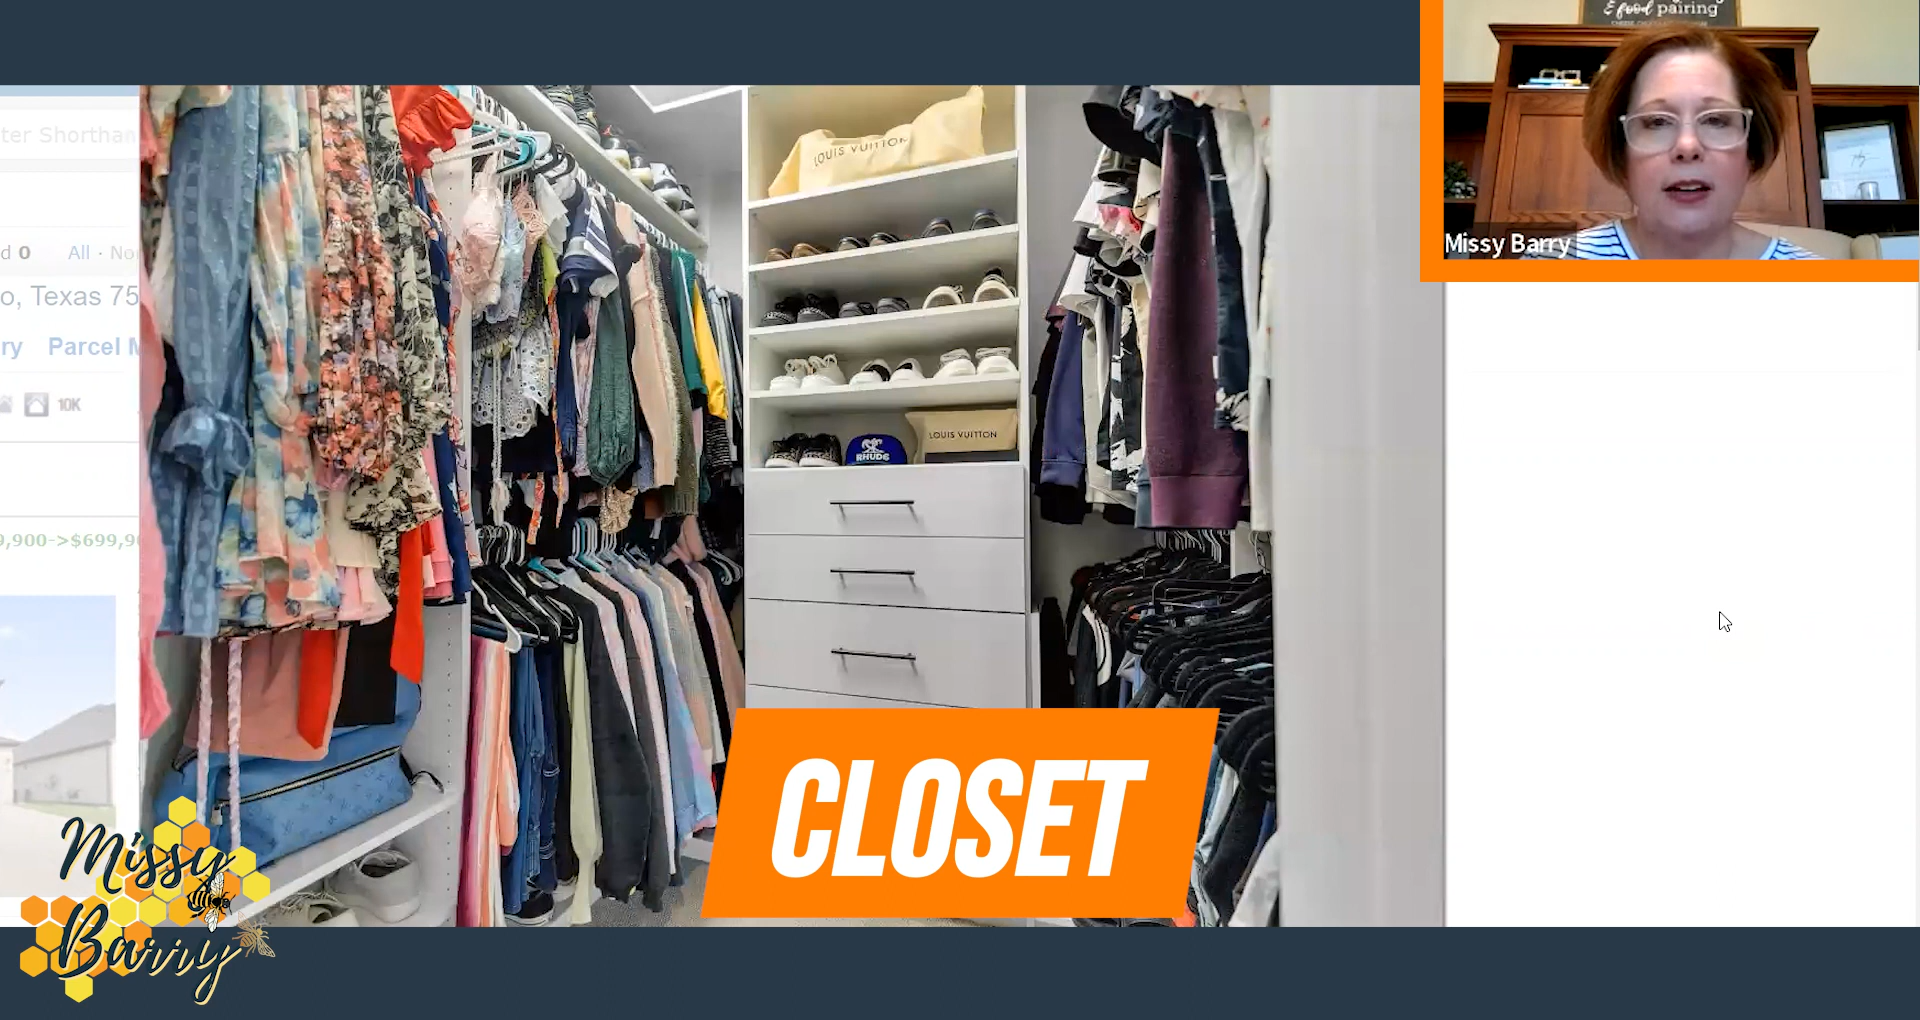 & food pairing
Missy Barry
ter Shorthan
d 0 All · No
o, Texas 75
ry Parcel M
10K
9,900->$699,9
LOUIS VUITTON
LOUIS VUITTON
RHUDE
CLOSET
Missy
Barry